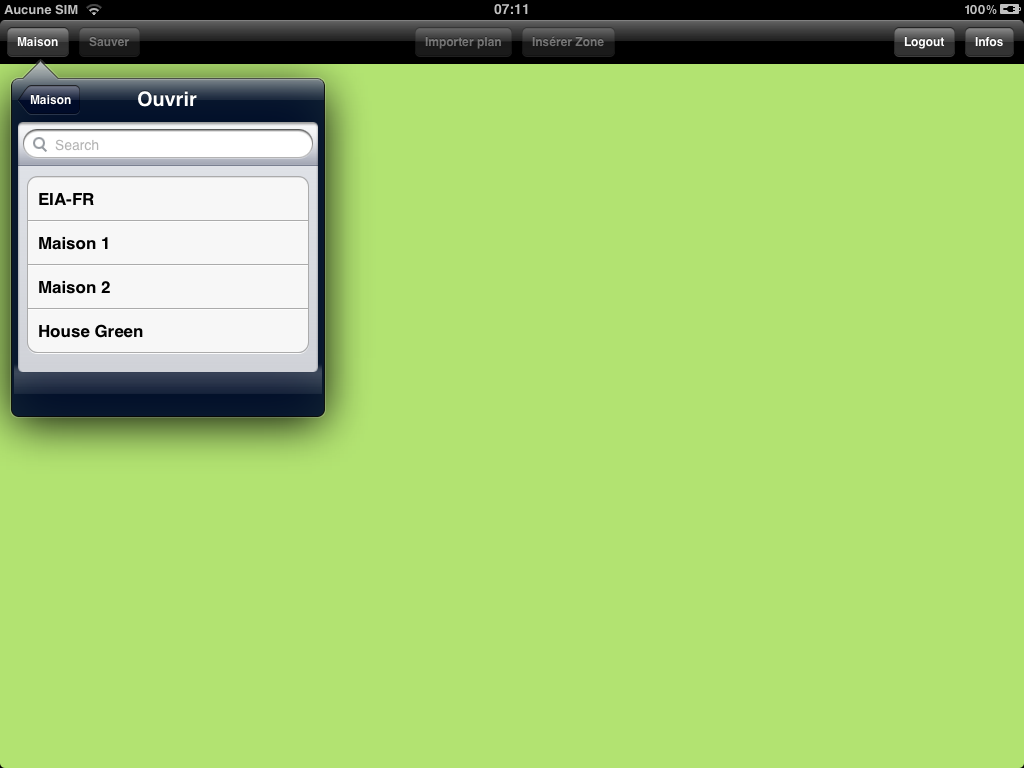 Aucune SIM 07:11 100%
Maison Sauver Importer plan Insérer Zone Logout Infos
Maison Ouvrir
Search
EIA-FR
Maison 1
Maison 2
House Green